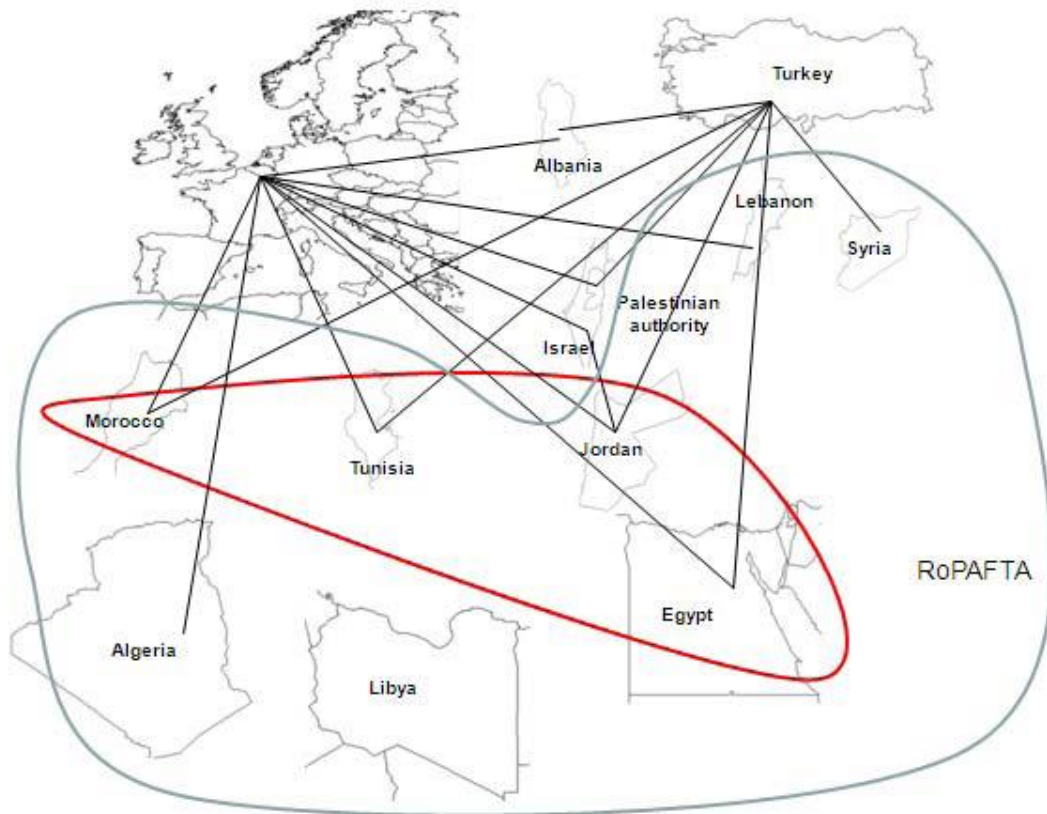 Turkey
Albania
Lebanon
Syria
Palestinian
authority
Israel
Morocco
Tunisia
Jordan
RoPAFTA
Egypt
Algeria
Libya